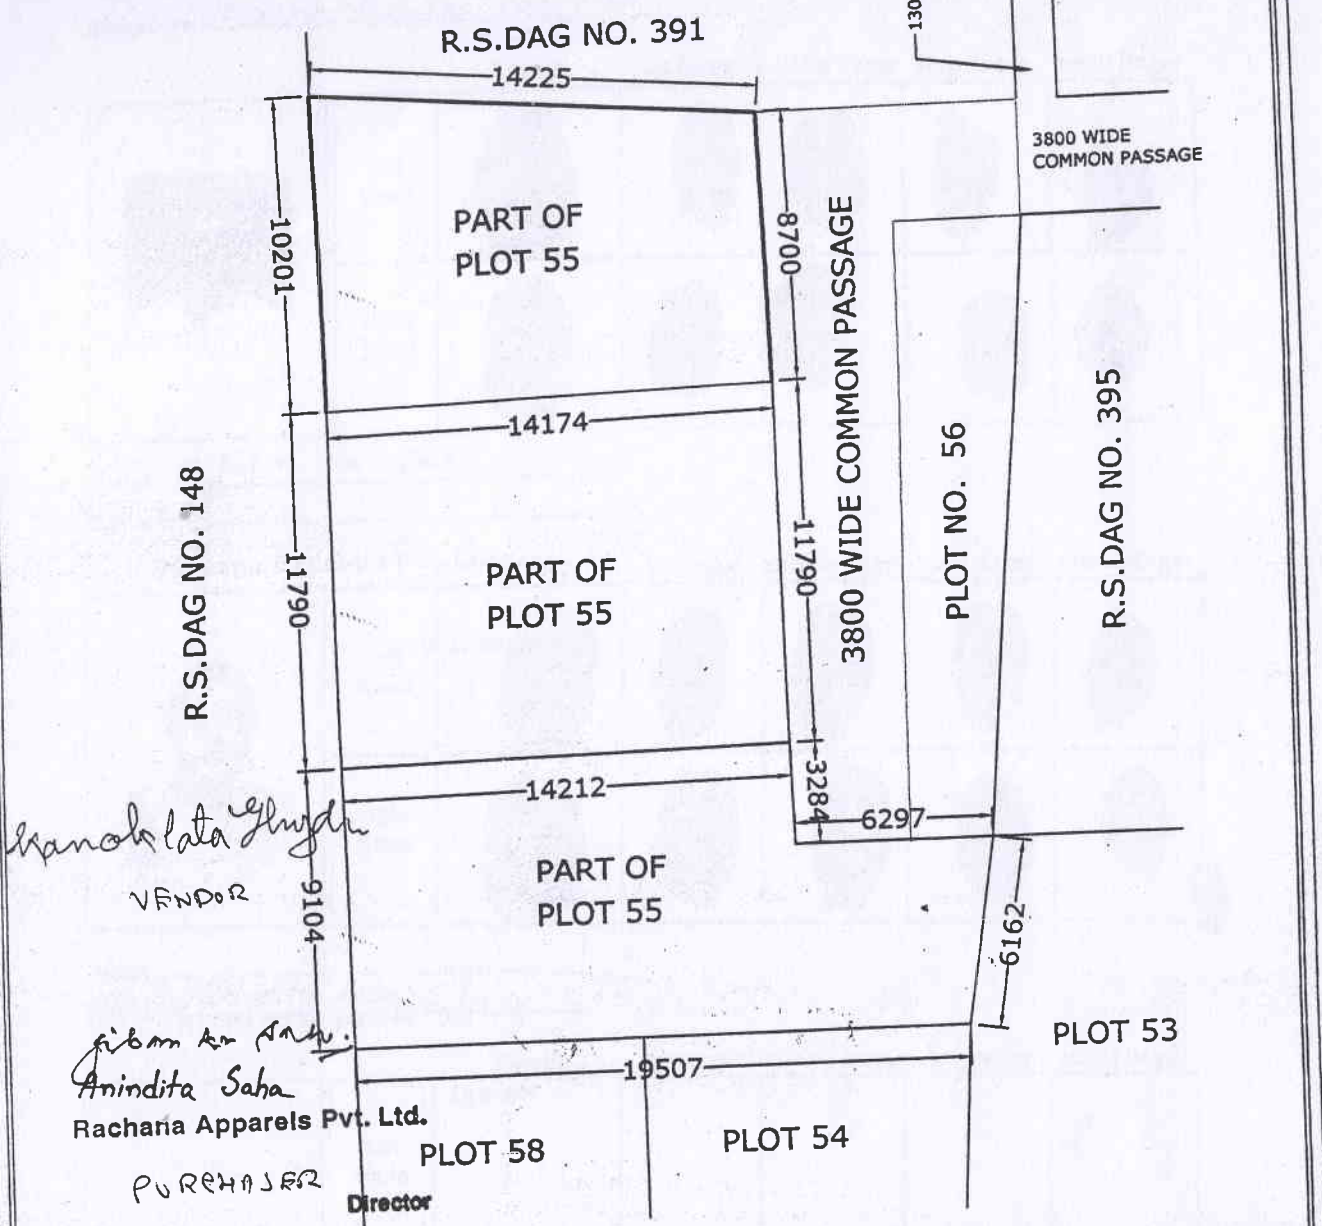 R.S.DAG NO. 391
14225
130
3800 WIDE
COMMON PASSAGE
10201
PART OF
PLOT 55
8700
3800 WIDE COMMON PASSAGE
14174
R.S.DAG NO. 148
11790
PART OF
PLOT 55
11790
PLOT NO. 56
R.S.DAG NO. 395
14212
3284
6297
Kanaklata
VENDOR
9104
PART OF
PLOT 55
6162
Anindita Saha
Rachana Apparels Pvt. Ltd.
19507
PLOT 53
PLOT 58
PLOT 54
PURCHASER
Director